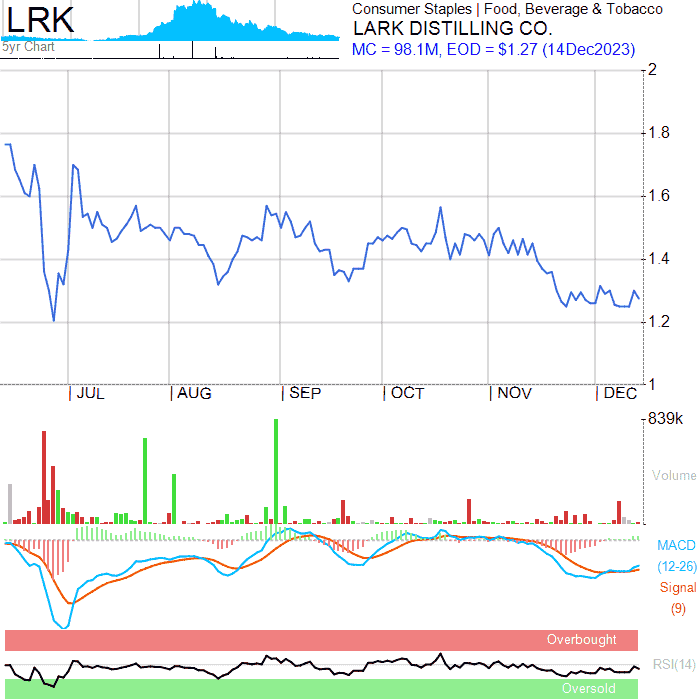 LRK
5yr Chart
Consumer Staples | Food, Beverage & Tobacco
LARK DISTILLING CO.
MC = 98.1M, EOD = $1.27 (14Dec2023)
2
1.8
1.6
1.4
1.2
1
JUL AUG SEP OCT NOV DEC
839k
Volume
MACD
(12-26)
Signal
(9)
Overbought
RSI(14)
Oversold